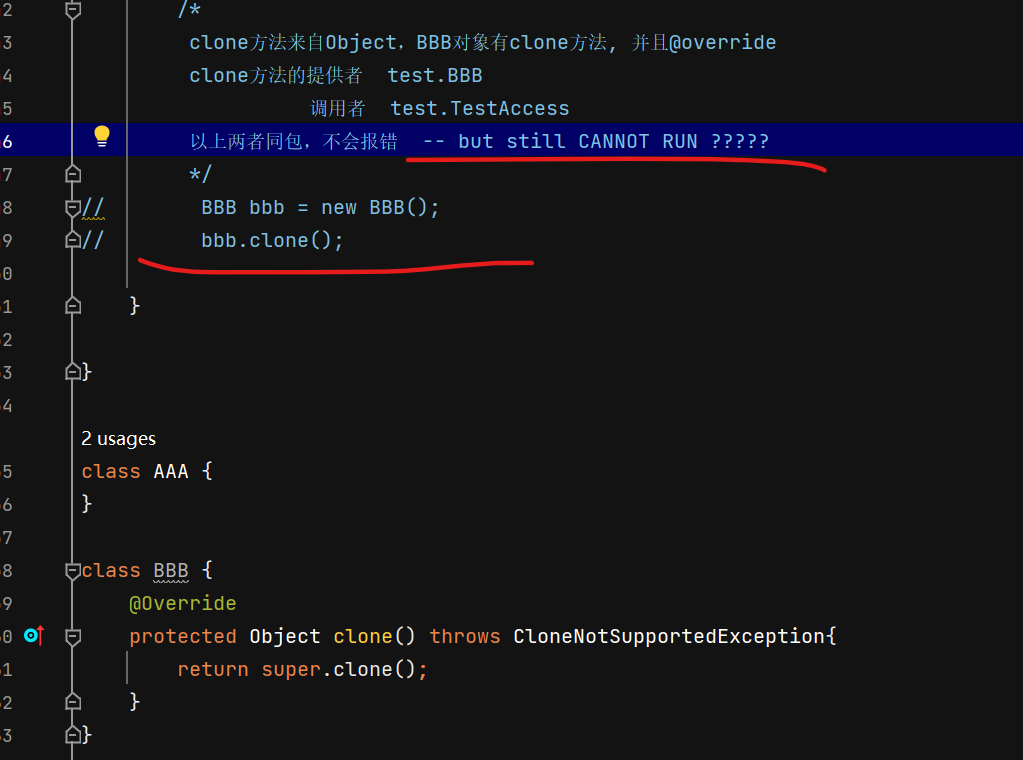 2 /*
3 clone方法来自Object，BBB对象有clone方法, 并且@override
4 clone方法的提供者 test.BBB
5 调用者 test.TestAccess
6 以上两者同包，不会报错 -- but still CANNOT RUN ?????
7 */
8 // BBB bbb = new BBB();
9 // bbb.clone();
0
1 }
2
3 }
4
2 usages
5 class AAA {
6 }
7
8 class BBB {
9 @Override
0 protected Object clone() throws CloneNotSupportedException{
1 return super.clone();
2 }
3 }